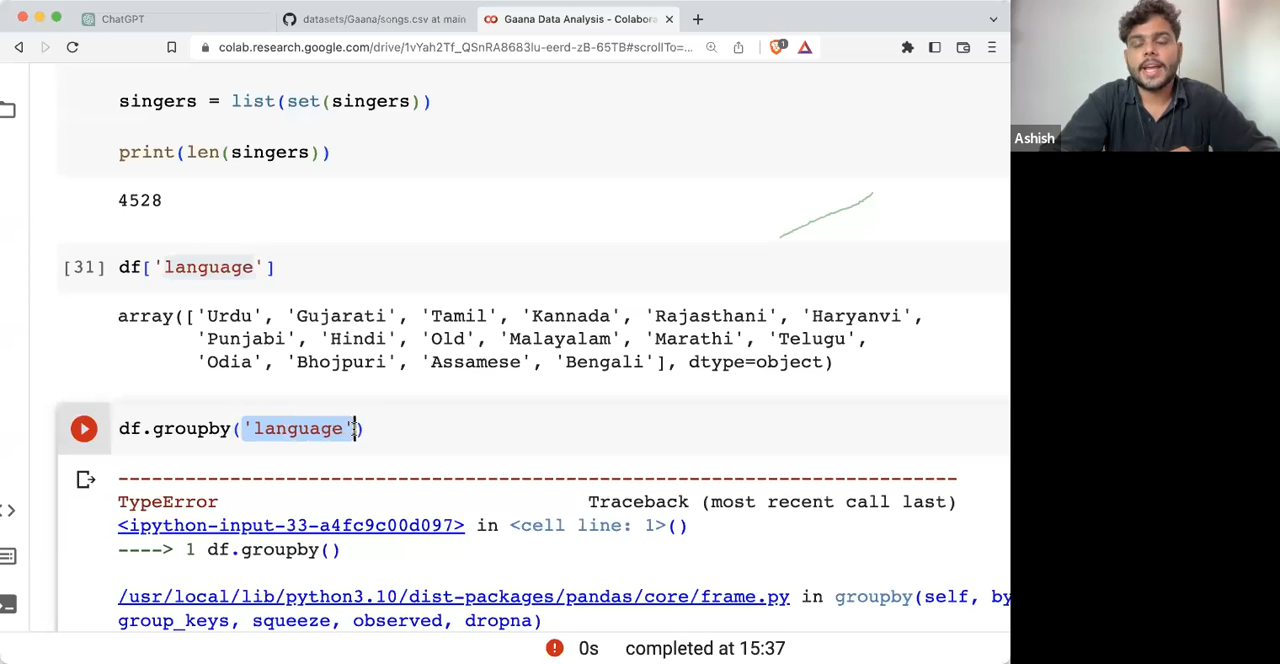 ChatGPT
datasets/Gaana/songs.csv at main
Gaana Data Analysis - Colabora
colab.research.google.com/drive/1vYah2Tf_QSnRA8683lu-eerd-zB-65TB#scrollTo=...
1
Ashish
singers = list(set(singers))
print(len(singers))
4528
[31] df['language']
array(['Urdu', 'Gujarati', 'Tamil', 'Kannada', 'Rajasthani', 'Haryanvi',
'Punjabi', 'Hindi', 'Old', 'Malayalam', 'Marathi', 'Telugu',
'Odia', 'Bhojpuri', 'Assamese', 'Bengali'], dtype=object)
df.groupby('language')
---------------------------------------------------------------------------
TypeError Traceback (most recent call last)
<ipython-input-33-a4fc9c00d097> in <cell line: 1>()
----> 1 df.groupby()
/usr/local/lib/python3.10/dist-packages/pandas/core/frame.py in groupby(self, by
group_keys, squeeze, observed, dropna)
0s completed at 15:37